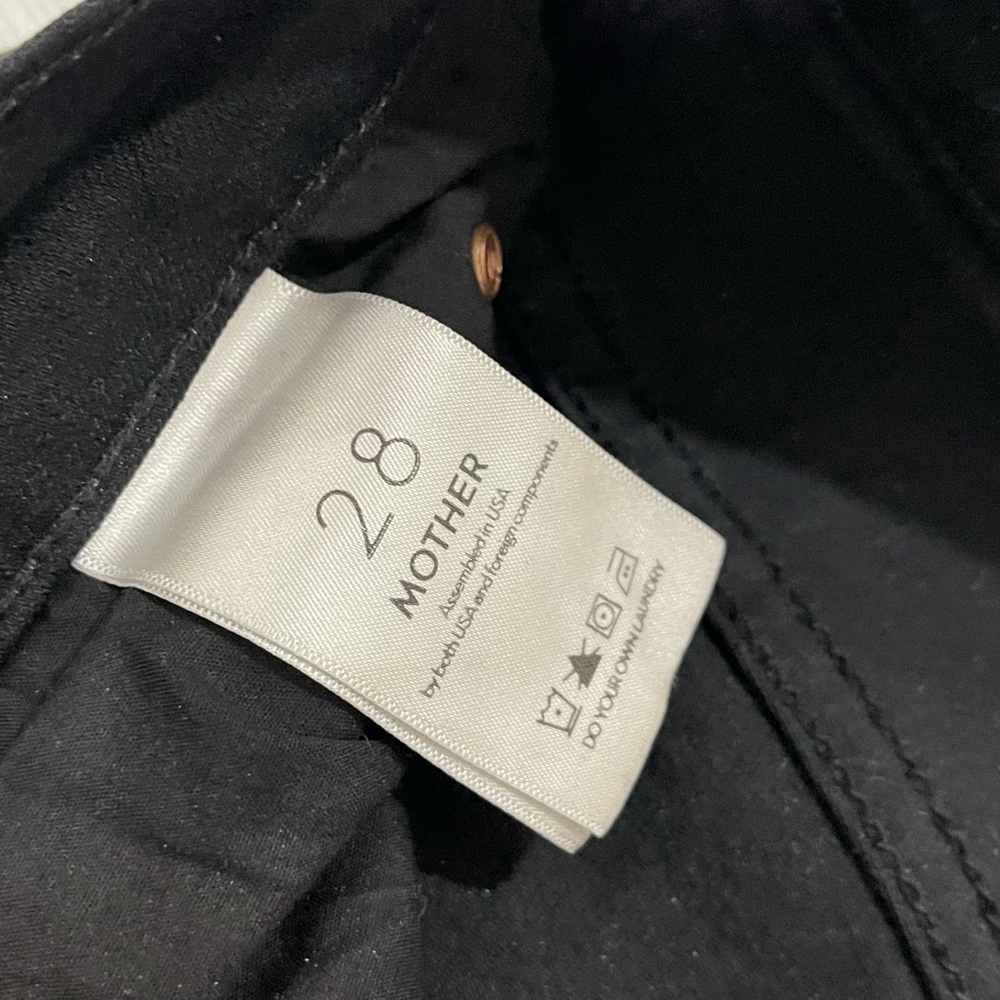 28
MOTHER
Assembled in USA
by both USA and foreign components
DO YOUR OWN LAUNDRY